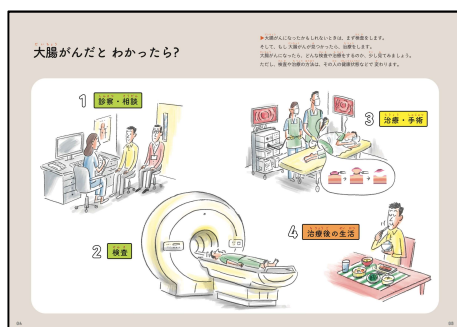 大腸がんだと わかったら?
▶大腸がんになったかもしれないときは、まず検査をします。
そして、もし大腸がんが見つかったら、治療をします。
大腸がんになったら、どんな検査や治療をするのか、少し見てみましょう。
ただし、検査や治療の方法は、その人の健康状態などで変わります。
1 診察・相談
3 治療・手術
2 検査
4 治療後の生活